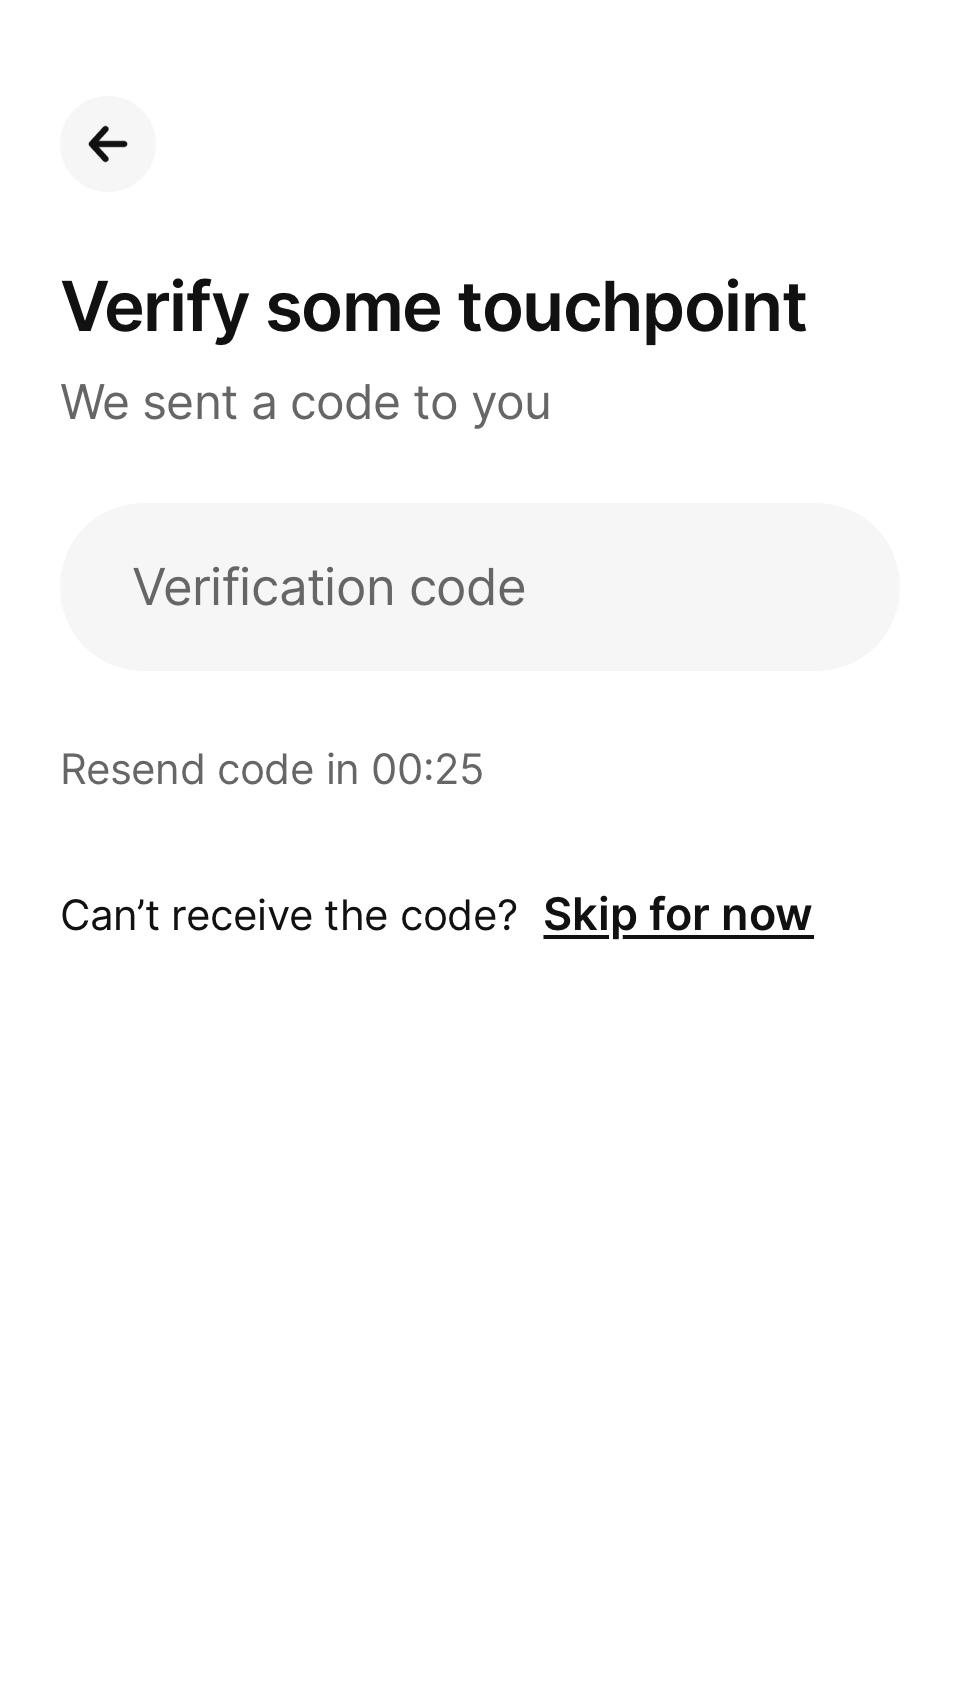 Verify some touchpoint
We sent a code to you
Verification code
Resend code in 00:25
Can’t receive the code? Skip for now